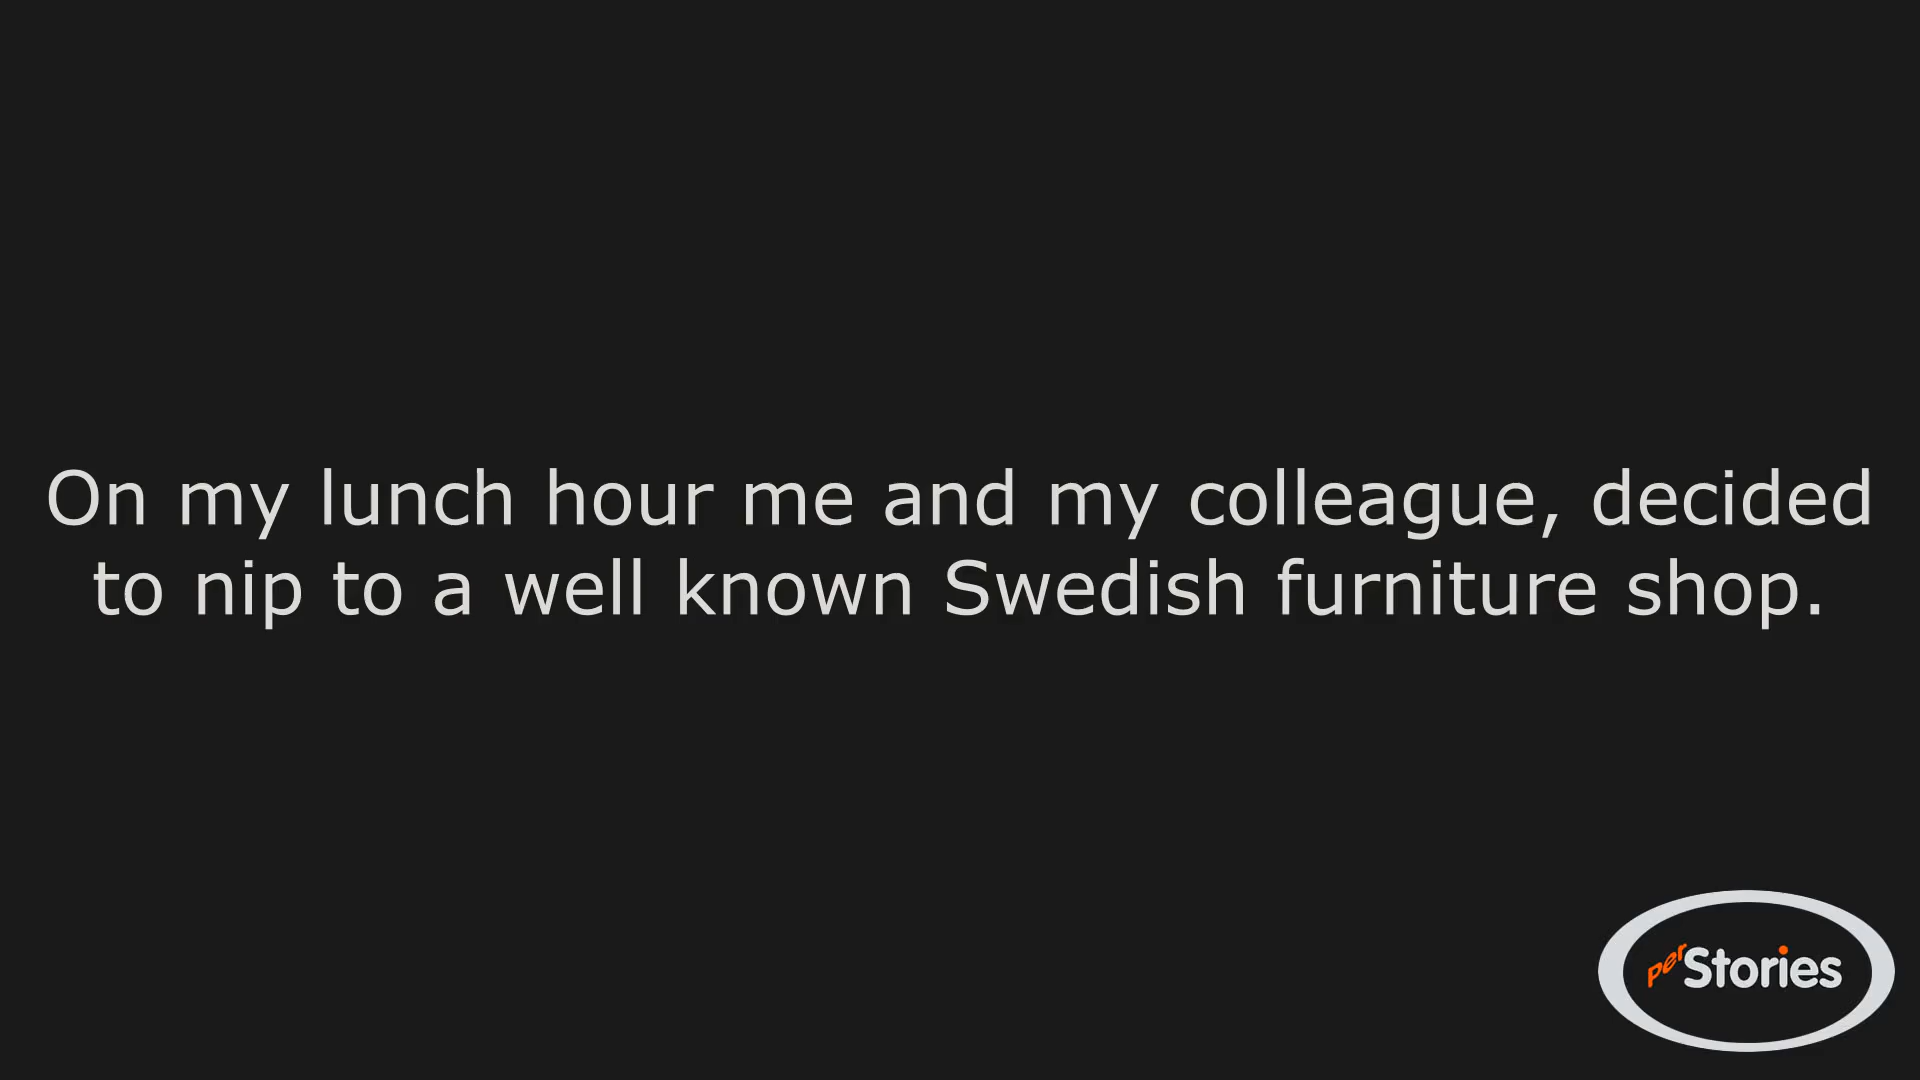 On my lunch hour me and my colleague, decided
to nip to a well known Swedish furniture shop.
perStories